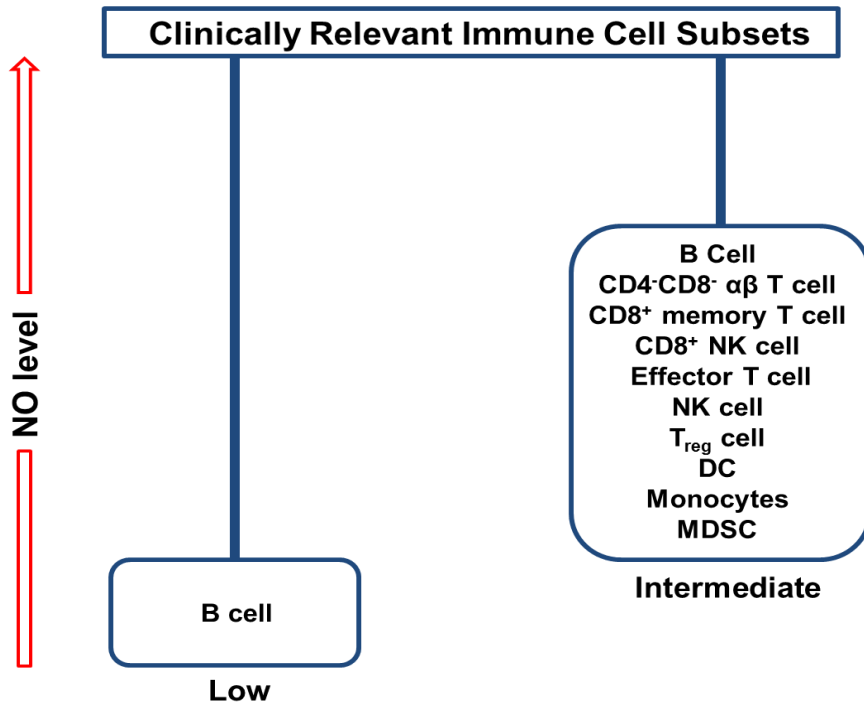 Clinically Relevant Immune Cell Subsets
NO level
B Cell
CD4⁻CD8⁻ αβ T cell
CD8⁺ memory T cell
CD8⁺ NK cell
Effector T cell
NK cell
T_reg cell
DC
Monocytes
MDSC
Intermediate
B cell
Low